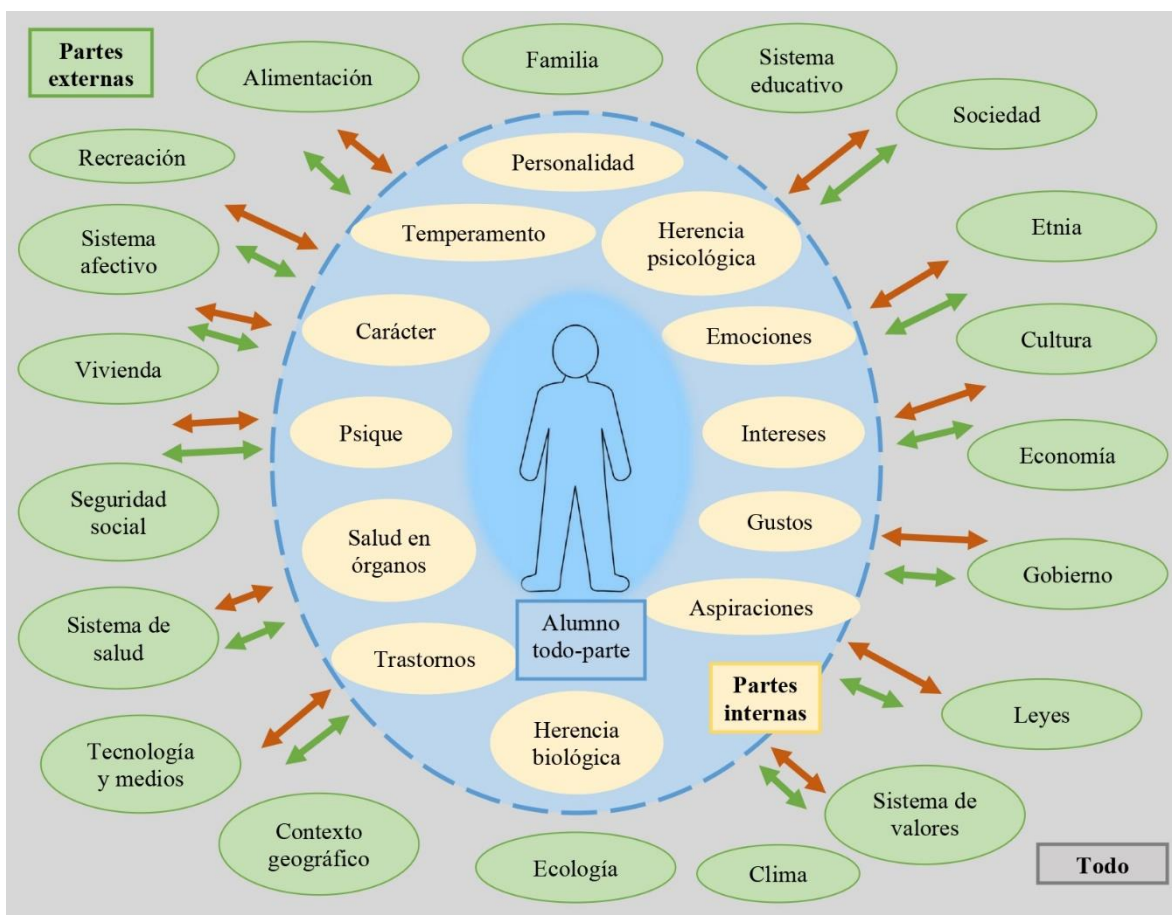 Partes
externas
Alimentación
Familia
Sistema
educativo
Sociedad
Recreación
Personalidad
Sistema
afectivo
Temperamento
Herencia
psicológica
Etnia
Vivienda
Carácter
Emociones
Cultura
Psique
Intereses
Economía
Seguridad
social
Salud en
órganos
Gustos
Gobierno
Sistema de
salud
Alumno
todo-parte
Aspiraciones
Trastornos
Partes
internas
Leyes
Tecnología
y medios
Herencia
biológica
Sistema de
valores
Contexto
geográfico
Ecología
Clima
Todo